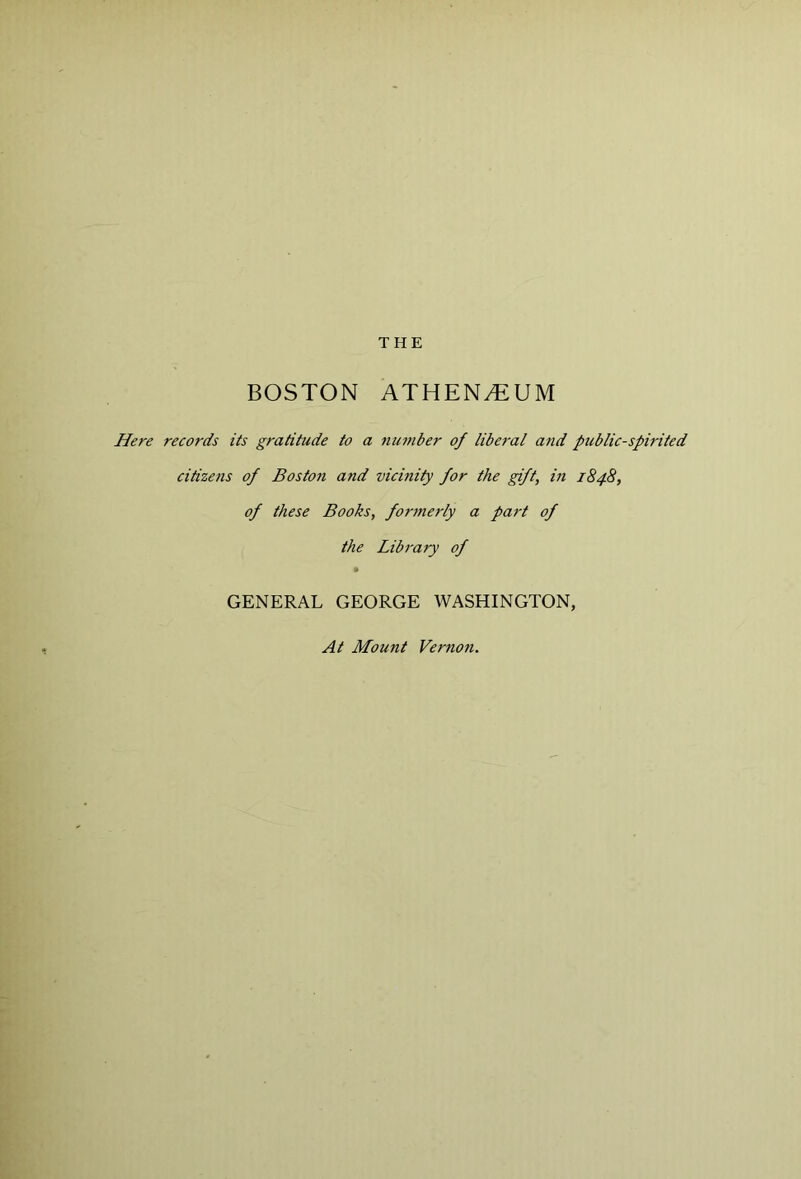 THE
BOSTON ATHENÆUM
Here records its gratitude to a number of liberal and public-spirited
citizens of Boston and vicinity for the gift, in 1848,
of these Books, formerly a part of
the Library of
GENERAL GEORGE WASHINGTON,
At Mount Vernon.